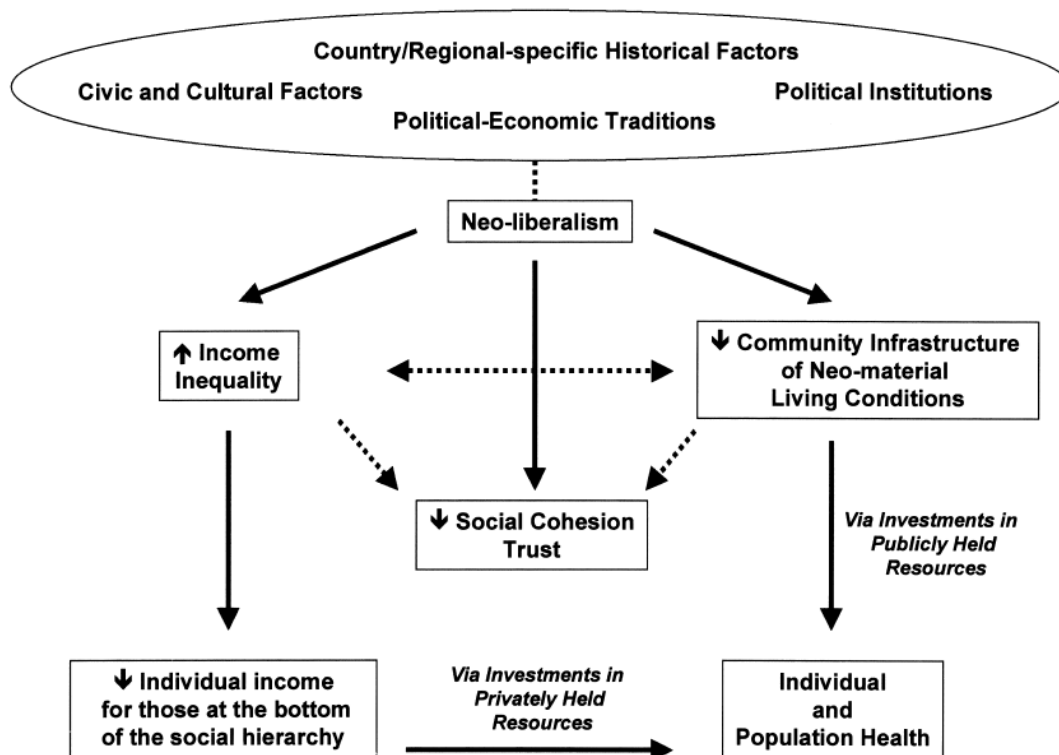 Country/Regional-specific Historical Factors
Civic and Cultural Factors
Political Institutions
Political-Economic Traditions
Neo-liberalism
↑ Income
Inequality
↓ Community Infrastructure
of Neo-material
Living Conditions
↓ Social Cohesion
Trust
Via Investments in
Publicly Held
Resources
↓ Individual income
for those at the bottom
of the social hierarchy
Via Investments in
Privately Held
Resources
Individual
and
Population Health